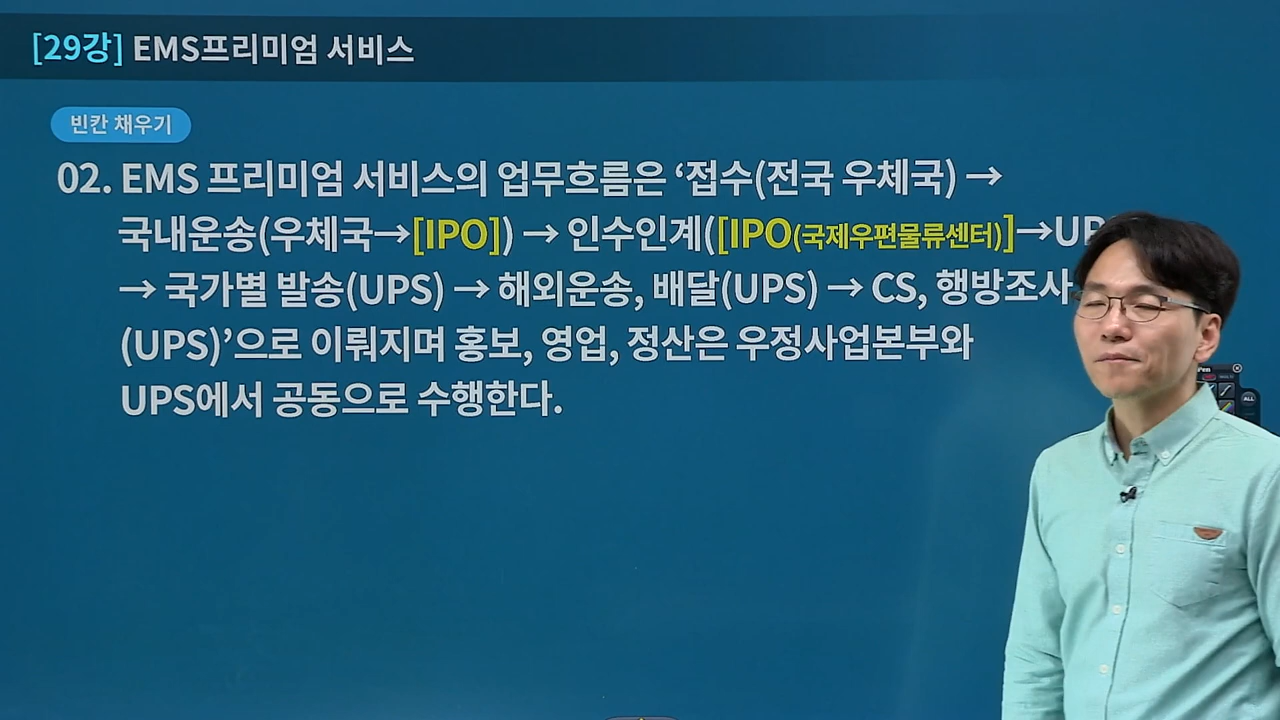 [29강] EMS프리미엄 서비스
빈칸 채우기
02. EMS 프리미엄 서비스의 업무흐름은 ‘접수(전국 우체국) →
국내운송(우체국→[IPO]) → 인수인계([IPO(국제우편물류센터)]→UP
→ 국가별 발송(UPS) → 해외운송, 배달(UPS) → CS, 행방조사
(UPS)’으로 이뤄지며 홍보, 영업, 정산은 우정사업본부와
UPS에서 공동으로 수행한다.
Pen
ALL